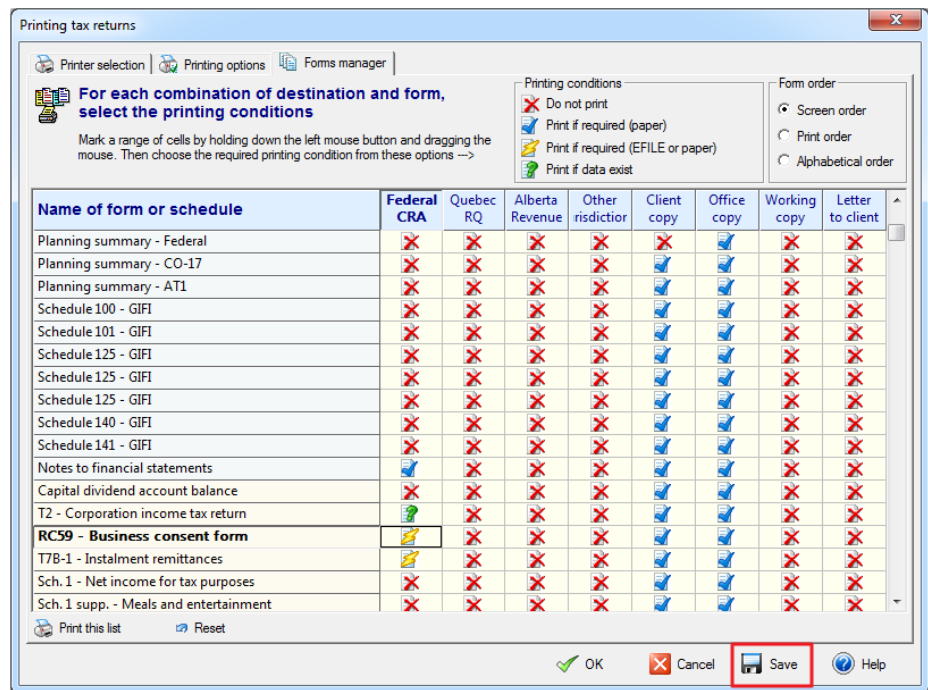 Printing tax returns
Printer selection
Printing options
Forms manager
For each combination of destination and form,
select the printing conditions
Mark a range of cells by holding down the left mouse button and dragging the
mouse. Then choose the required printing condition from these options --->
Printing conditions
Do not print
Print if required (paper)
Print if required (EFILE or paper)
Print if data exist
Form order
Screen order
Print order
Alphabetical order
Name of form or schedule
Federal CRA
Quebec RQ
Alberta Revenue
Other risdictior
Client copy
Office copy
Working copy
Letter to client
Planning summary - Federal
Planning summary - CO-17
Planning summary - AT1
Schedule 100 - GIFI
Schedule 101 - GIFI
Schedule 125 - GIFI
Schedule 125 - GIFI
Schedule 125 - GIFI
Schedule 140 - GIFI
Schedule 141 - GIFI
Notes to financial statements
Capital dividend account balance
T2 - Corporation income tax return
RC59 - Business consent form
T7B-1 - Instalment remittances
Sch. 1 - Net income for tax purposes
Sch. 1 supp. - Meals and entertainment
Print this list
Reset
OK
Cancel
Save
Help